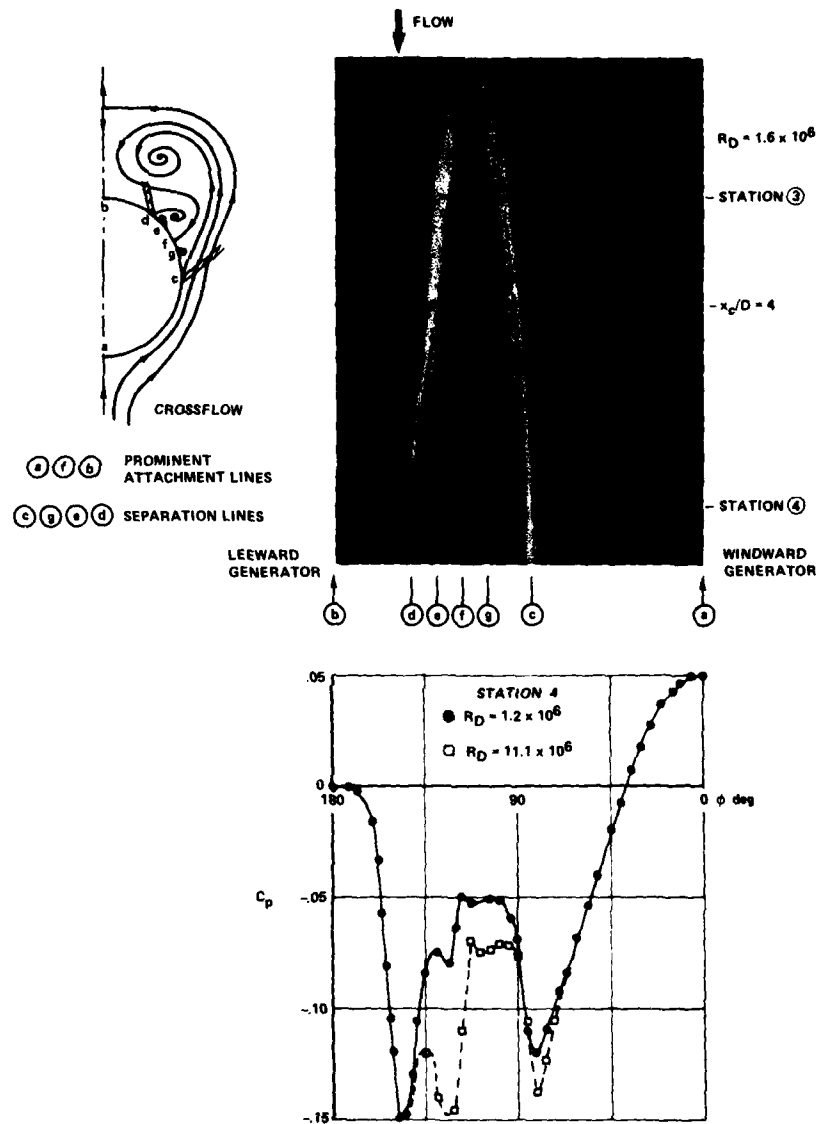 FLOW
R_D = 1.6 x 10^6
STATION ③
x_c/D = 4
b
d
e
f
g
c
a
CROSSFLOW
ⓐ ⓕ ⓑ PROMINENT
ATTACHMENT LINES
ⓒ ⓖ ⓔ ⓓ SEPARATION LINES
STATION ④
LEEWARD
GENERATOR
WINDWARD
GENERATOR
ⓑ ⓓ ⓔ ⓕ ⓖ ⓒ ⓐ
STATION 4
R_D = 1.2 x 10^6
R_D = 11.1 x 10^6
.05
0
180 90 0 ϕ deg
C_p
-.05
-.10
-.15